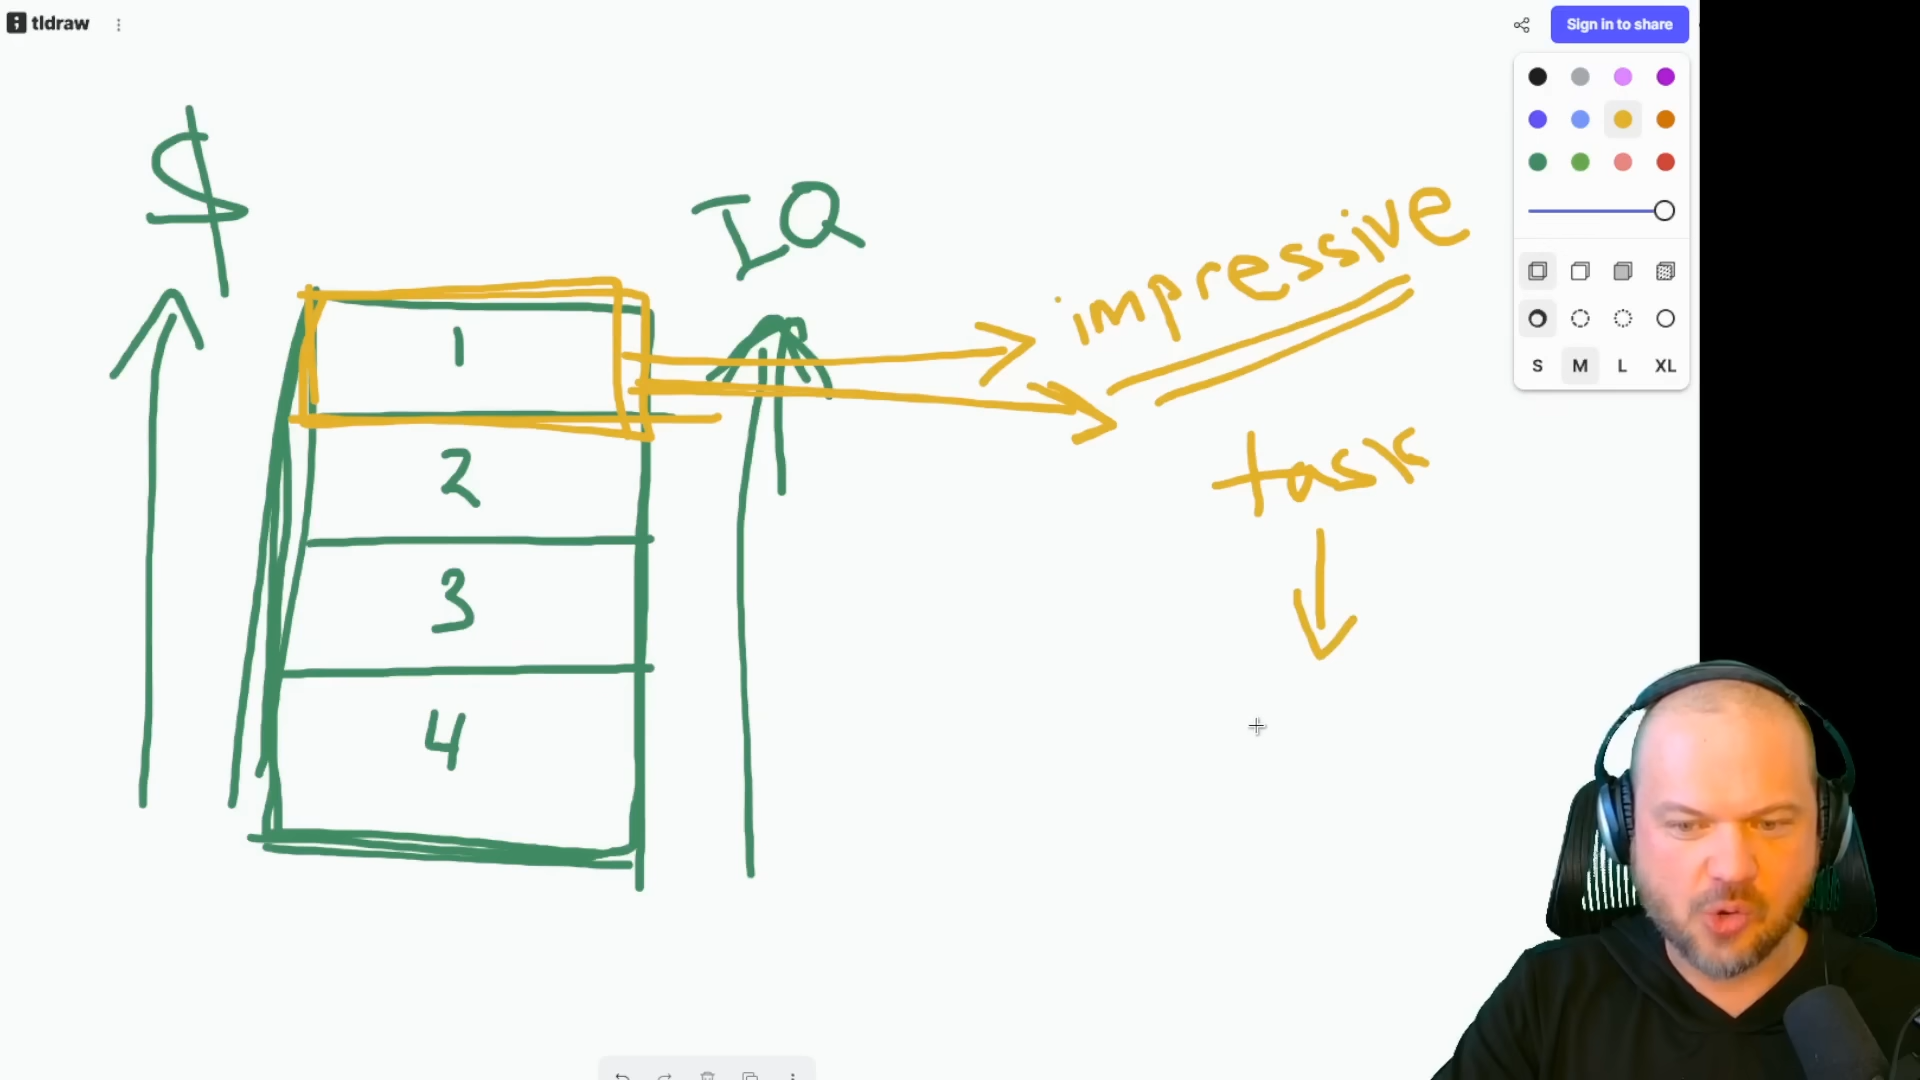 tldraw
Sign in to share
$
IQ
impressive
1
task
2
3
4
S M L XL